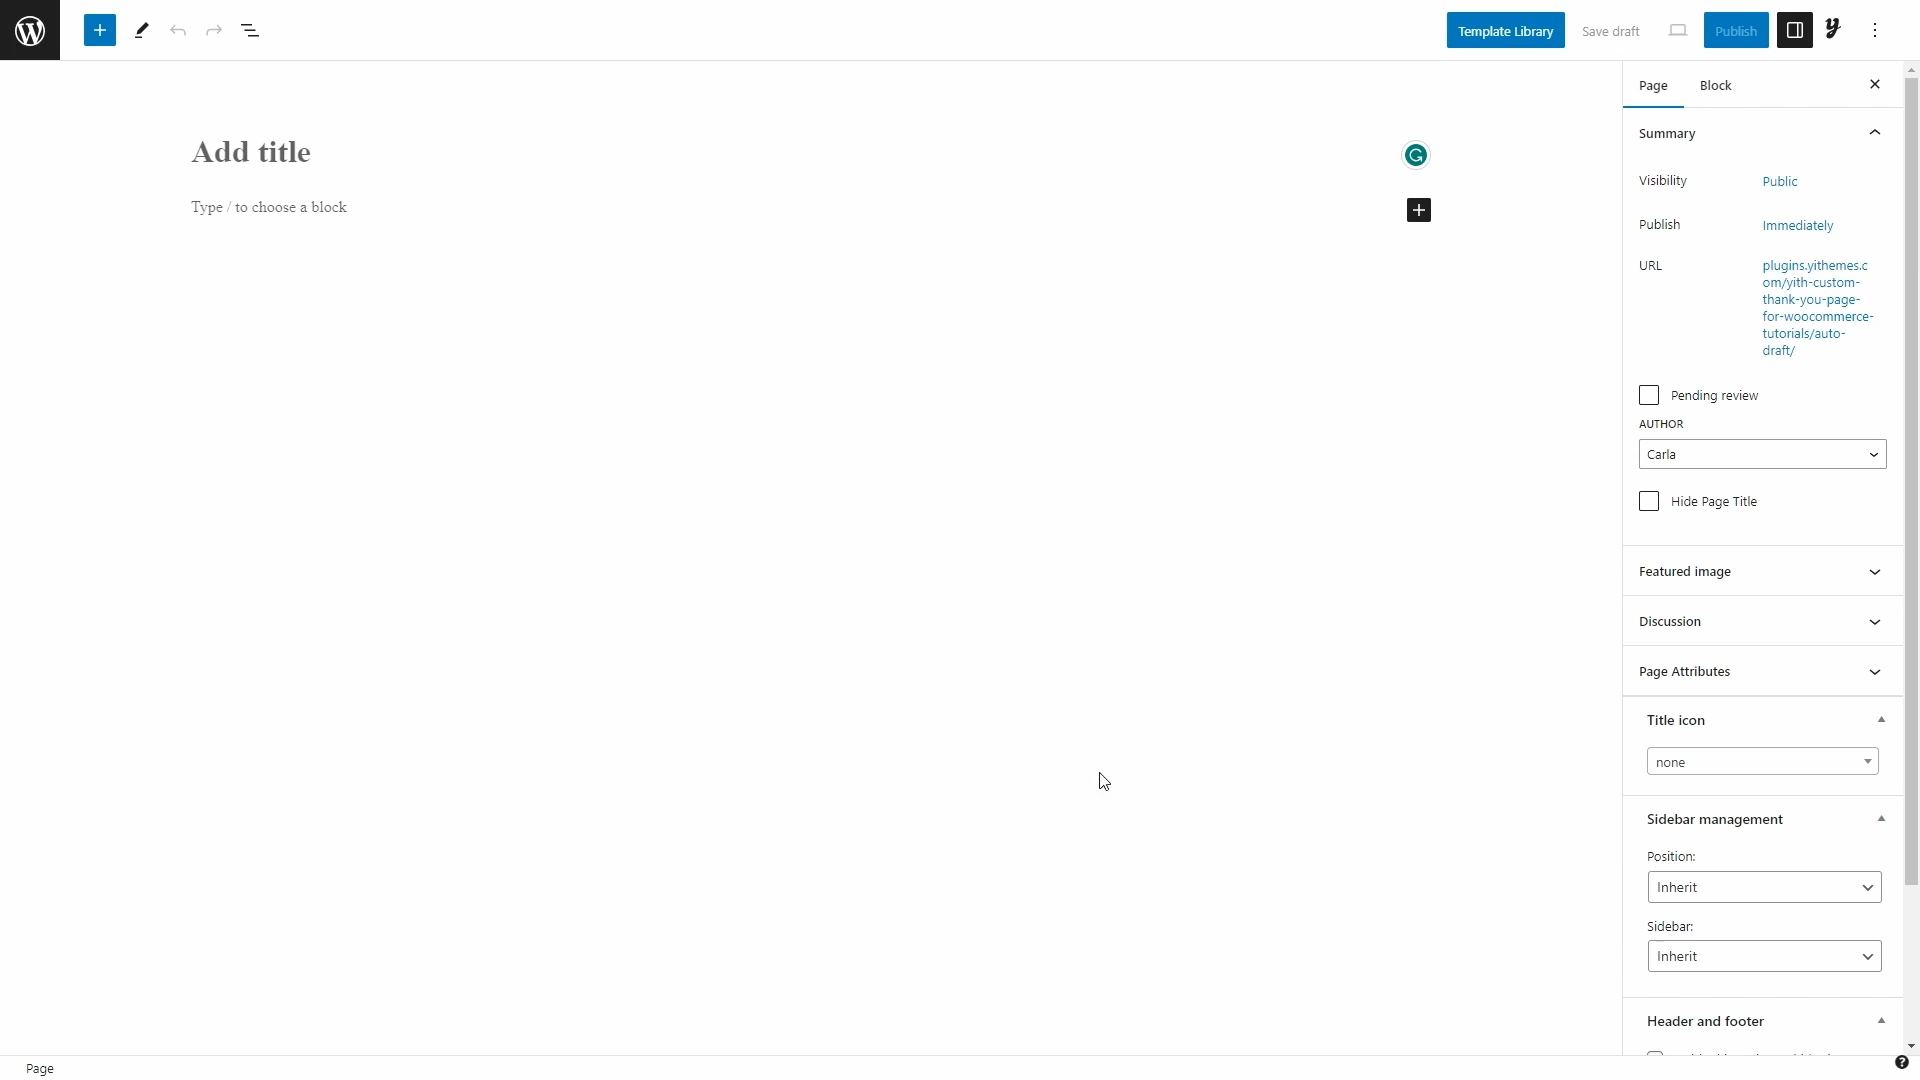 Template Library
Save draft
Publish
Page
Block
Add title
Type / to choose a block
Summary
Visibility
Public
Publish
Immediately
URL
plugins.yithemes.c
om/yith-custom-
thank-you-page-
for-woocommerce-
tutorials/auto-
draft/
Pending review
AUTHOR
Carla
Hide Page Title
Featured image
Discussion
Page Attributes
Title icon
none
Sidebar management
Position:
Inherit
Sidebar:
Inherit
Header and footer
Page